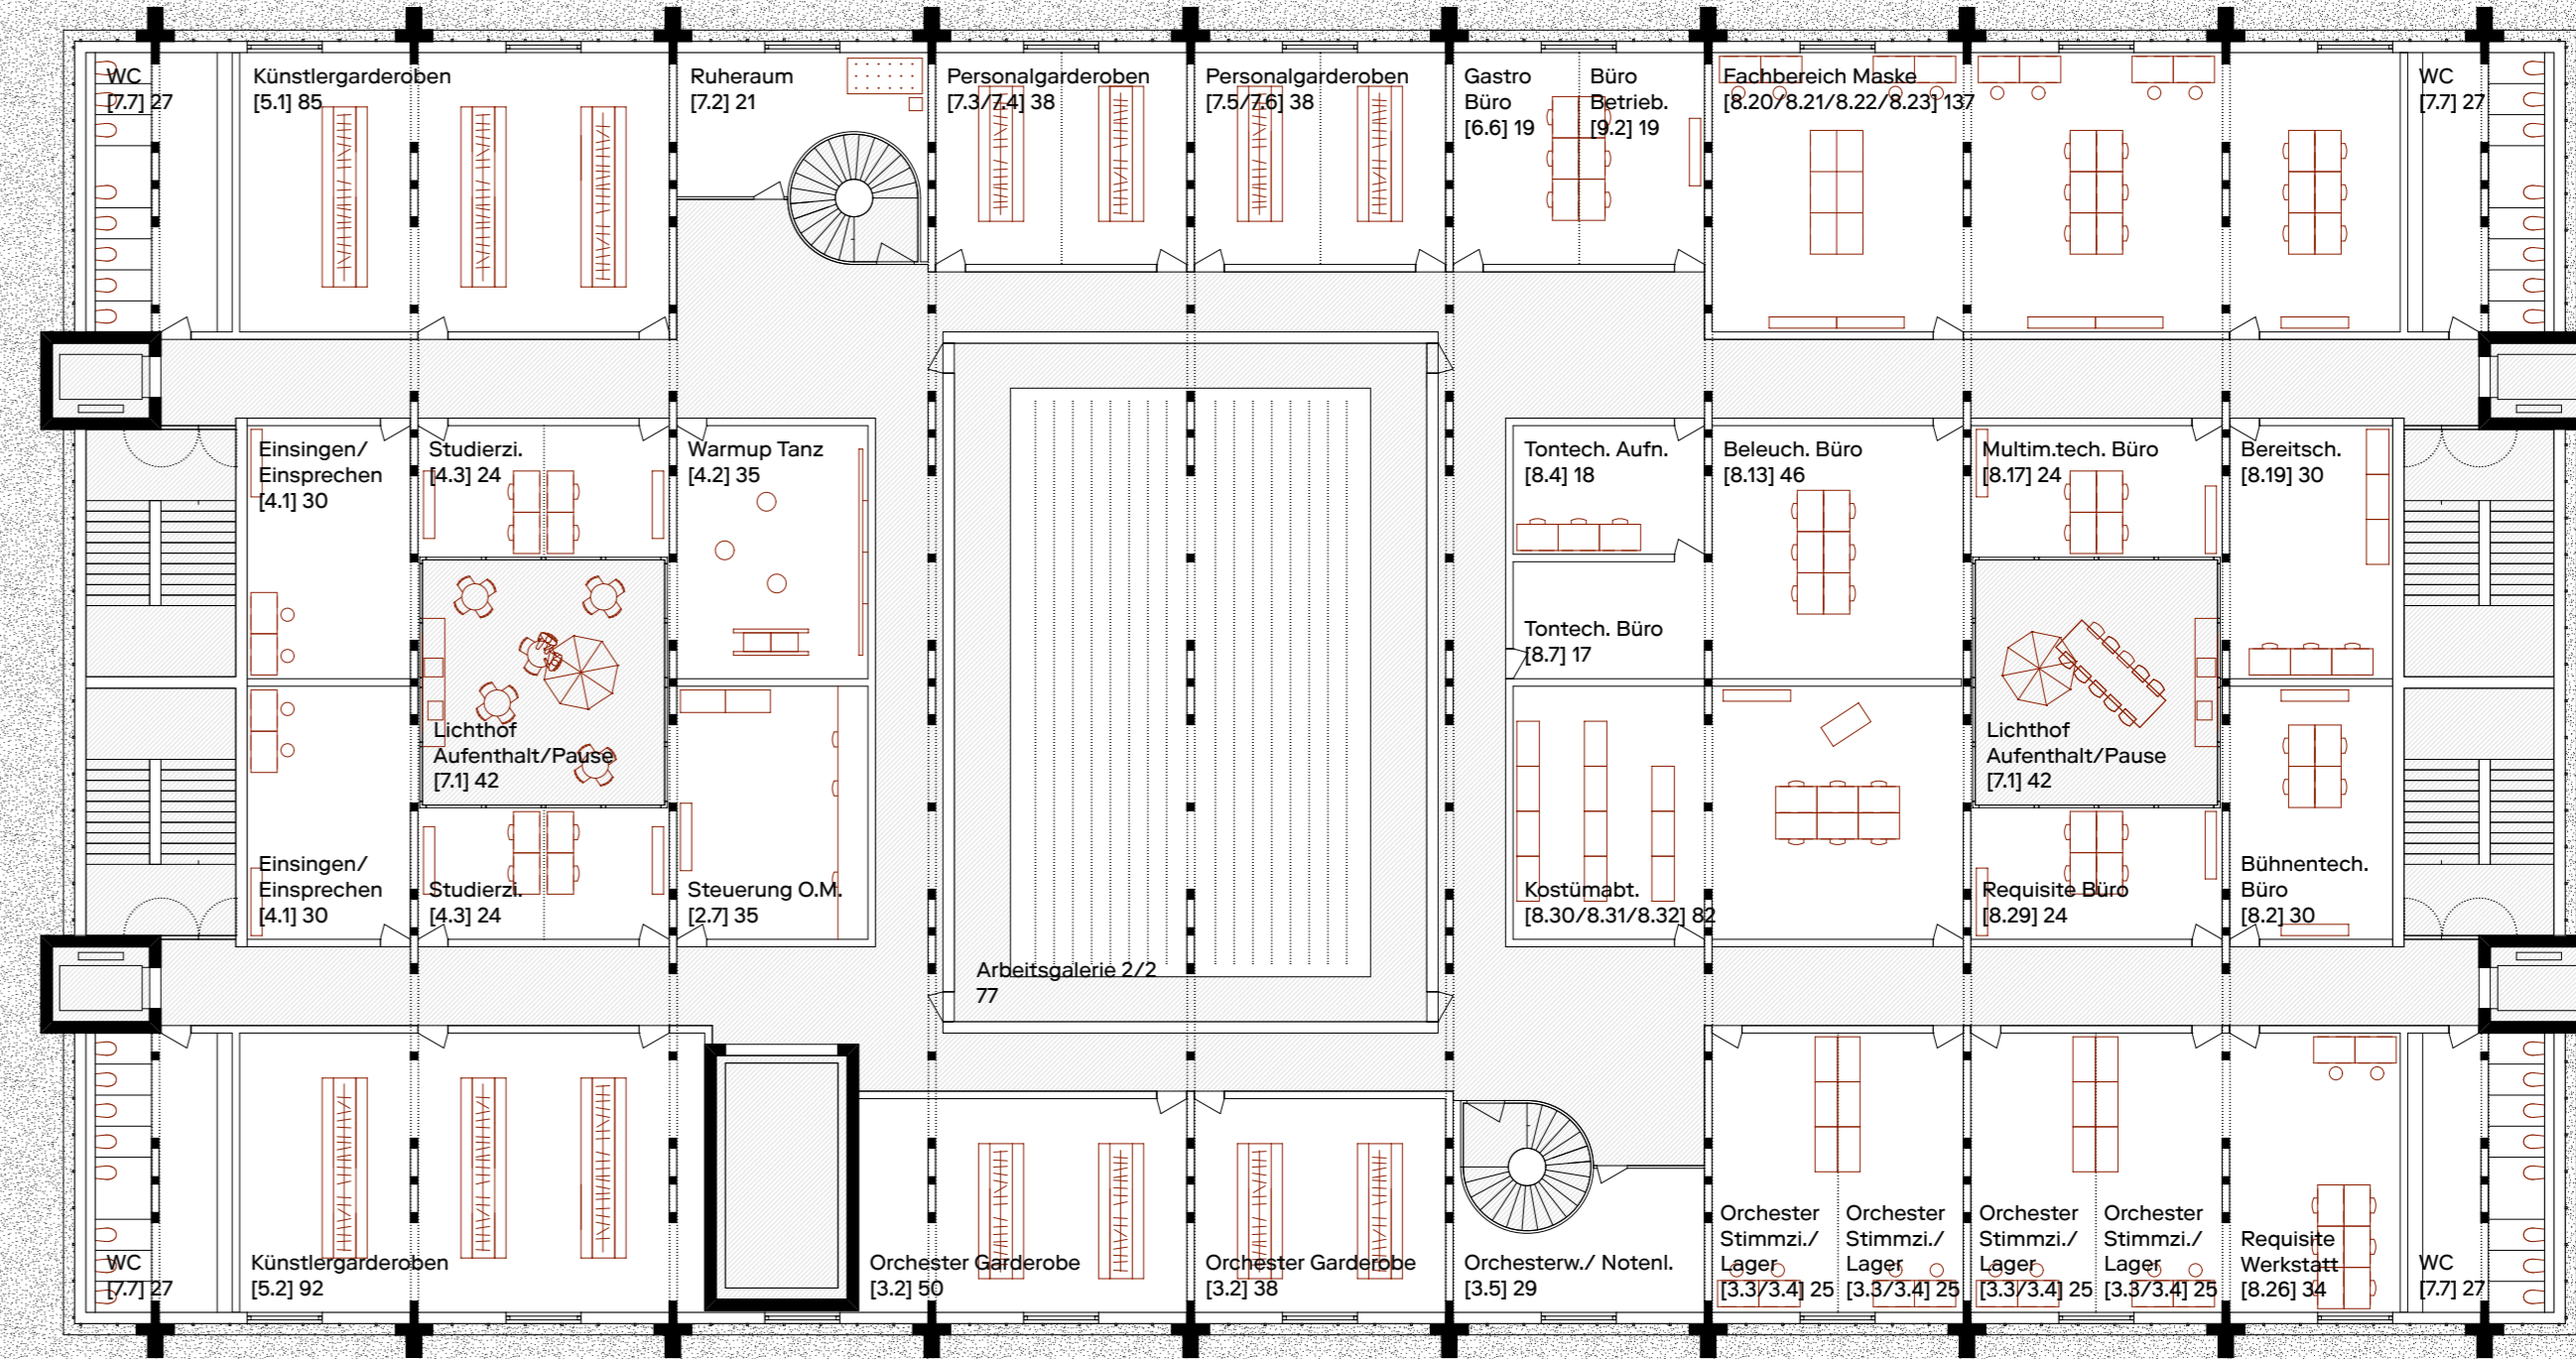 WC
[7.7] 27
Künstlergarderoben
[5.1] 85
Ruheraum
[7.2] 21
Personalgarderoben
[7.3/7.4] 38
Personalgarderoben
[7.5/7.6] 38
Gastro
Büro
[6.6] 19
Büro
Betrieb.
[9.2] 19
Fachbereich Maske
[8.20/8.21/8.22/8.23] 137
WC
[7.7] 27
Einsingen/
Einsprechen
[4.1] 30
Studierzi.
[4.3] 24
Warmup Tanz
[4.2] 35
Tontech. Aufn.
[8.4] 18
Beleuch. Büro
[8.13] 46
Multim.tech. Büro
[8.17] 24
Bereitsch.
[8.19] 30
Tontech. Büro
[8.7] 17
Lichthof
Aufenthalt/Pause
[7.1] 42
Lichthof
Aufenthalt/Pause
[7.1] 42
Einsingen/
Einsprechen
[4.1] 30
Studierzi.
[4.3] 24
Steuerung O.M.
[2.7] 35
Kostümabt.
[8.30/8.31/8.32] 82
Requisite Büro
[8.29] 24
Bühnentech.
Büro
[8.2] 30
Arbeitsgalerie 2/2
77
WC
[7.7] 27
Künstlergarderoben
[5.2] 92
Orchester Garderobe
[3.2] 50
Orchester Garderobe
[3.2] 38
Orchesterw./ Notenl.
[3.5] 29
Orchester
Stimmzi./
Lager
[3.3/3.4] 25
Orchester
Stimmzi./
Lager
[3.3/3.4] 25
Orchester
Stimmzi./
Lager
[3.3/3.4] 25
Orchester
Stimmzi./
Lager
[3.3/3.4] 25
Requisite
Werkstatt
[8.26] 34
WC
[7.7] 27